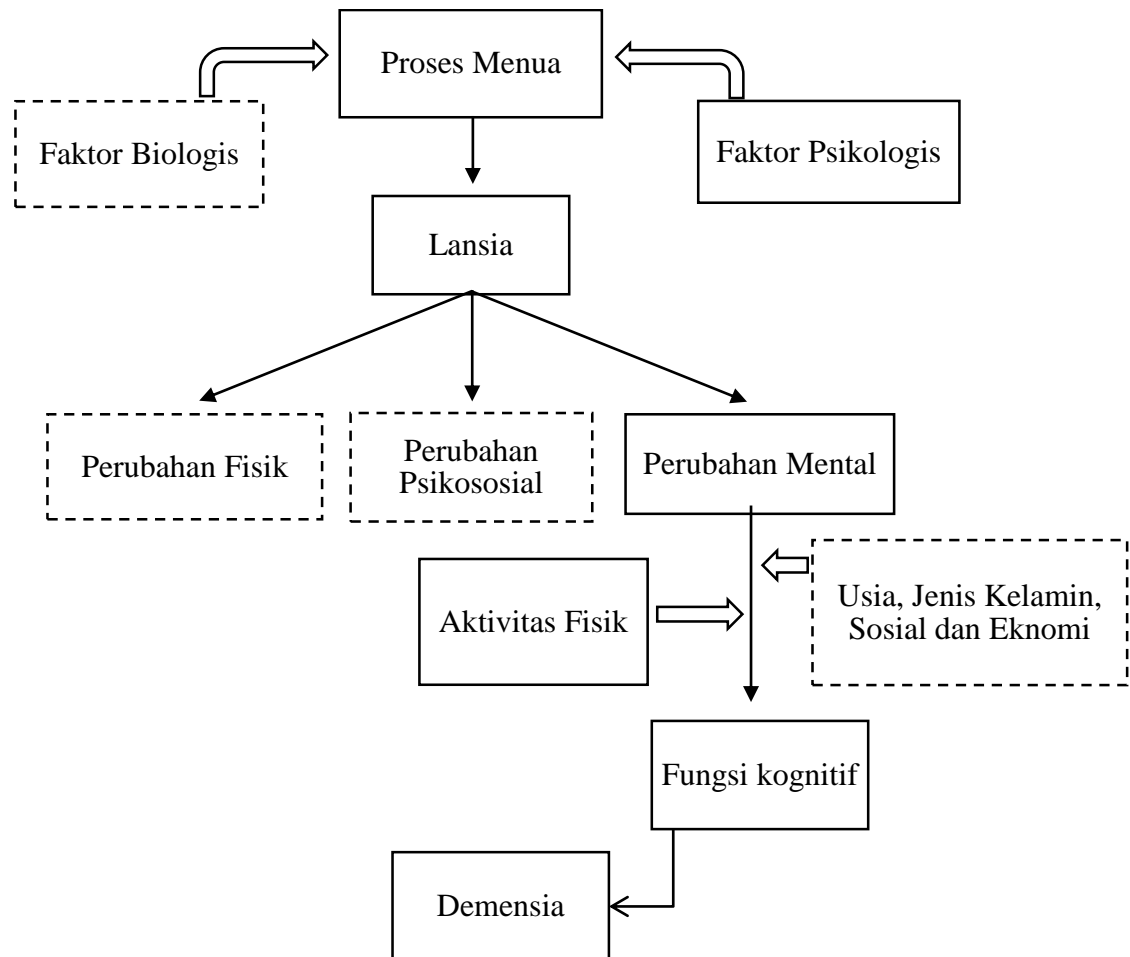 Proses Menua
Faktor Biologis
Faktor Psikologis
Lansia
Perubahan Fisik
Perubahan
Psikososial
Perubahan Mental
Aktivitas Fisik
Usia, Jenis Kelamin,
Sosial dan Eknomi
Fungsi kognitif
Demensia